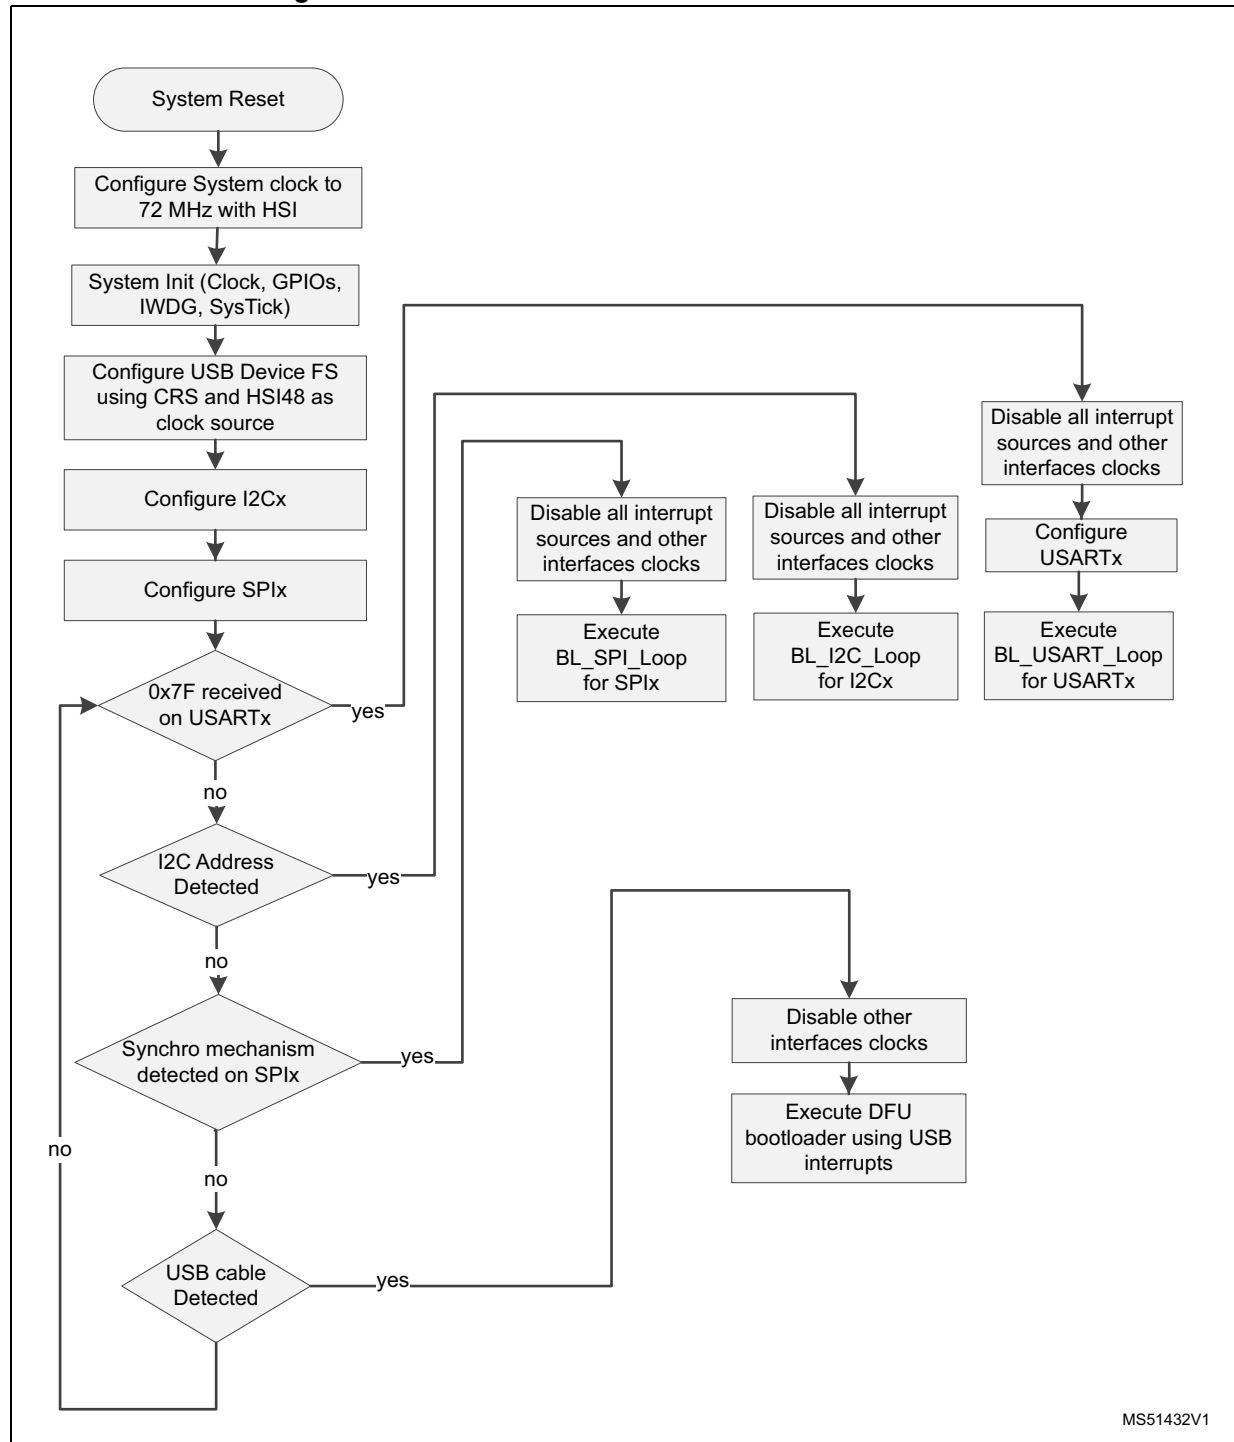 System Reset
Configure System clock to
72 MHz with HSI
System Init (Clock, GPIOs,
IWDG, SysTick)
Configure USB Device FS
using CRS and HSI48 as
clock source
Configure I2Cx
Configure SPIx
0x7F received
on USARTx
yes
no
I2C Address
Detected
yes
no
Synchro mechanism
detected on SPIx
yes
no
USB cable
Detected
yes
no
Disable all interrupt
sources and other
interfaces clocks
Execute
BL_SPI_Loop
for SPIx
Disable all interrupt
sources and other
interfaces clocks
Execute
BL_I2C_Loop
for I2Cx
Disable all interrupt
sources and other
interfaces clocks
Configure
USARTx
Execute
BL_USART_Loop
for USARTx
Disable other
interfaces clocks
Execute DFU
bootloader using USB
interrupts
MS51432V1